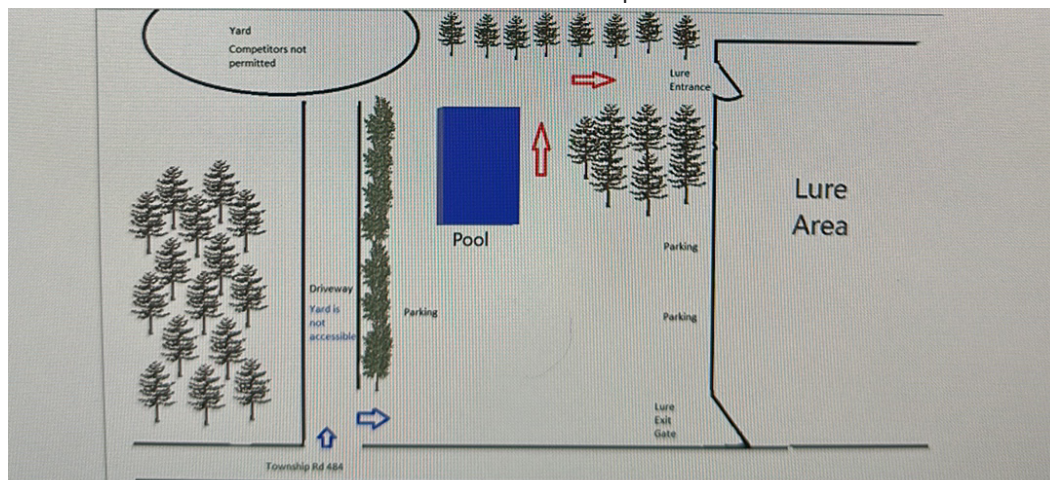 Yard
Competitors not
permitted
Lure
Entrance
Lure
Area
Pool
Parking
Driveway
Yard is
not
accessible
Parking
Parking
Lure
Exit
Gate
Township Rd 484